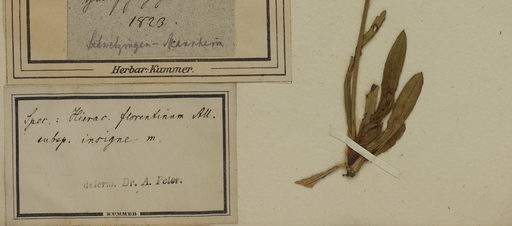 1823.
Schwetzingen - Mannheim
Herbar: Kummer.
Spec.: Hierac. florentinum All.
subsp. insigne m.
determ. Dr. A. Peter.
KUMMER